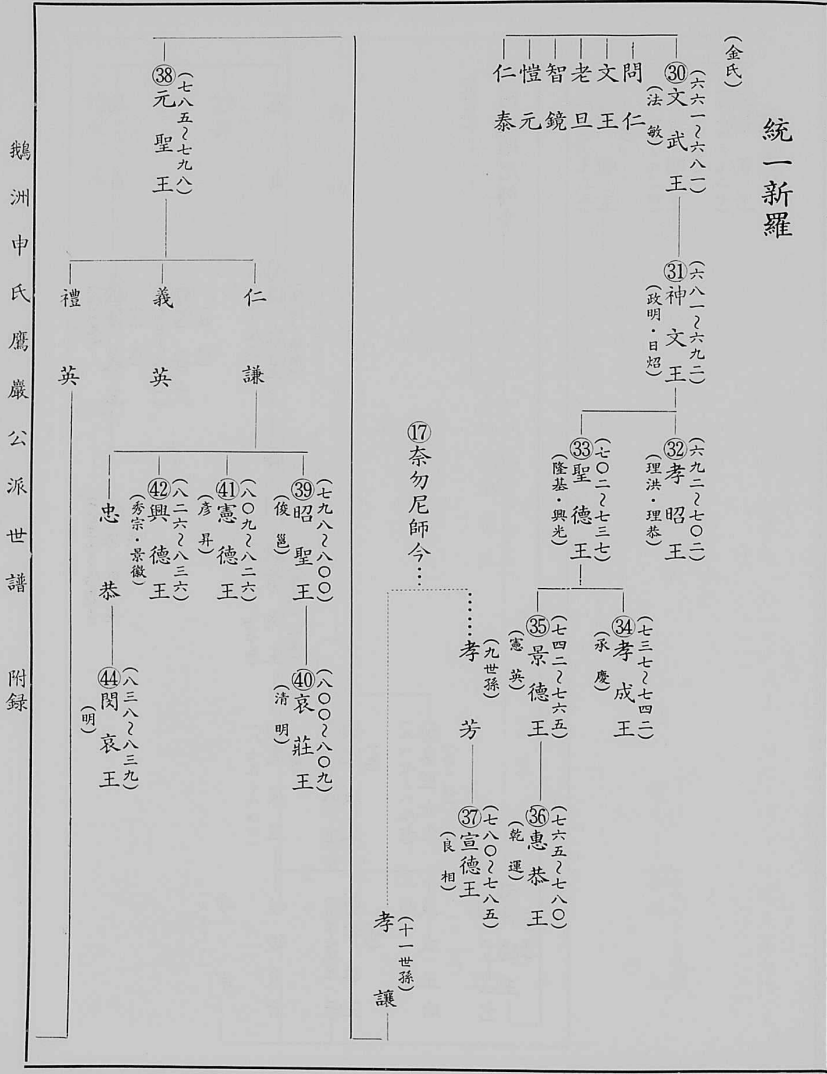 統一新羅
(金氏)
(六六一~六八一)
㉚文武王
(法敏)
問仁
文王
老旦
智鏡
愷元
仁泰
(六八一~六九二)
㉛神文王
(政明·日炤)
(六九二~七〇二)
㉜孝昭王
(理洪·理恭)
(七〇二~七三七)
㉝聖德王
(隆基·興光)
(七三七~七四二)
㉞孝成王
(承慶)
(七四二~七六五)
㉟景德王
(憲英)
(七六五~七八〇)
㊱惠恭王
(乾運)
⑰奈勿尼師今…
(九世孫)
孝芳
(七八〇~七八五)
㊲宣德王
(良相)
(十一世孫)
孝讓
(七八五~七九八)
㊳元聖王
仁謙
義英
禮英
(七九八~八〇〇)
㊴昭聖王
(俊邕)
(八〇〇~八〇九)
㊵哀莊王
(清明)
(八〇九~八二六)
㊶憲德王
(彦昇)
(八二六~八三六)
㊷興德王
(秀宗·景徽)
忠恭
(八三八~八三九)
㊹閔哀王
(明)
鵝洲申氏鷹巖公派世譜 附録